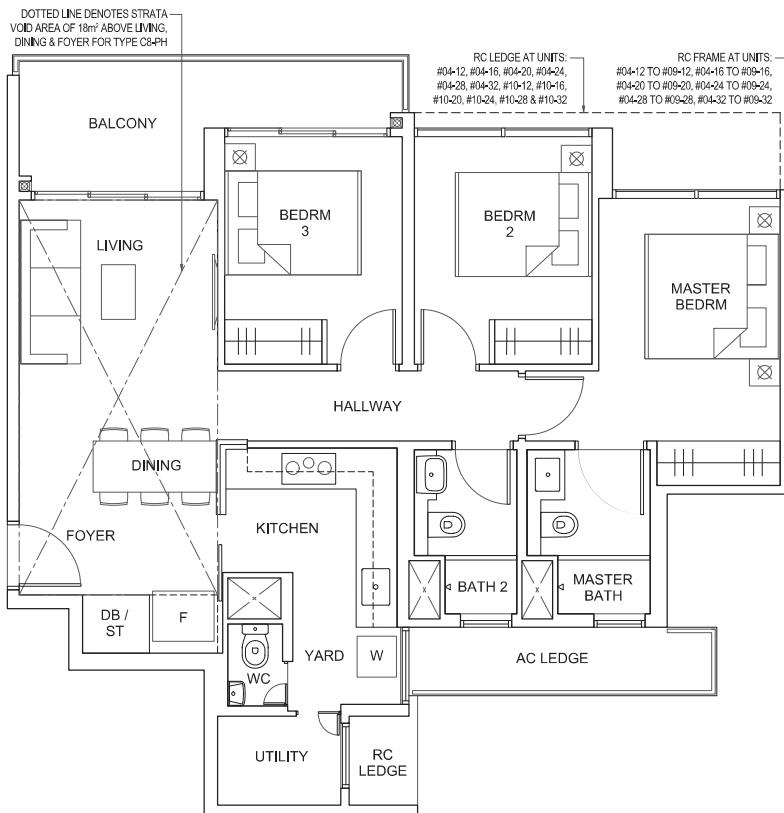 DOTTED LINE DENOTES STRATA
VOID AREA OF 18m² ABOVE LIVING,
DINING & FOYER FOR TYPE C8-PH
RC LEDGE AT UNITS:
#04-12, #04-16, #04-20, #04-24,
#04-28, #04-32, #10-12, #10-16,
#10-20, #10-24, #10-28 & #10-32
RC FRAME AT UNITS:
#04-12 TO #09-12, #04-16 TO #09-16,
#04-20 TO #09-20, #04-24 TO #09-24,
#04-28 TO #09-28, #04-32 TO #09-32
BALCONY
BEDRM
3
BEDRM
2
LIVING
MASTER
BEDRM
HALLWAY
DINING
KITCHEN
FOYER
BATH 2
MASTER
BATH
DB /
ST
F
YARD
W
WC
AC LEDGE
UTILITY
RC
LEDGE